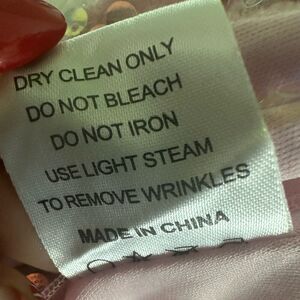 DRY CLEAN ONLY
DO NOT BLEACH
DO NOT IRON
USE LIGHT STEAM
TO REMOVE WRINKLES
MADE IN CHINA